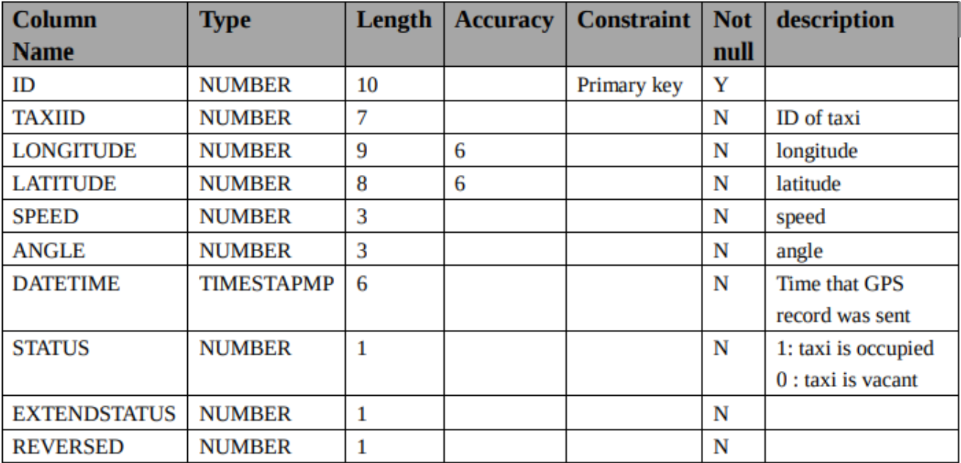 Column Name Type Length Accuracy Constraint Not null description
ID NUMBER 10 Primary key Y
TAXIID NUMBER 7 N ID of taxi
LONGITUDE NUMBER 9 6 N longitude
LATITUDE NUMBER 8 6 N latitude
SPEED NUMBER 3 N speed
ANGLE NUMBER 3 N angle
DATETIME TIMESTAPMP 6 N Time that GPS
record was sent
STATUS NUMBER 1 N 1: taxi is occupied
0 : taxi is vacant
EXTENDSTATUS NUMBER 1 N
REVERSED NUMBER 1 N